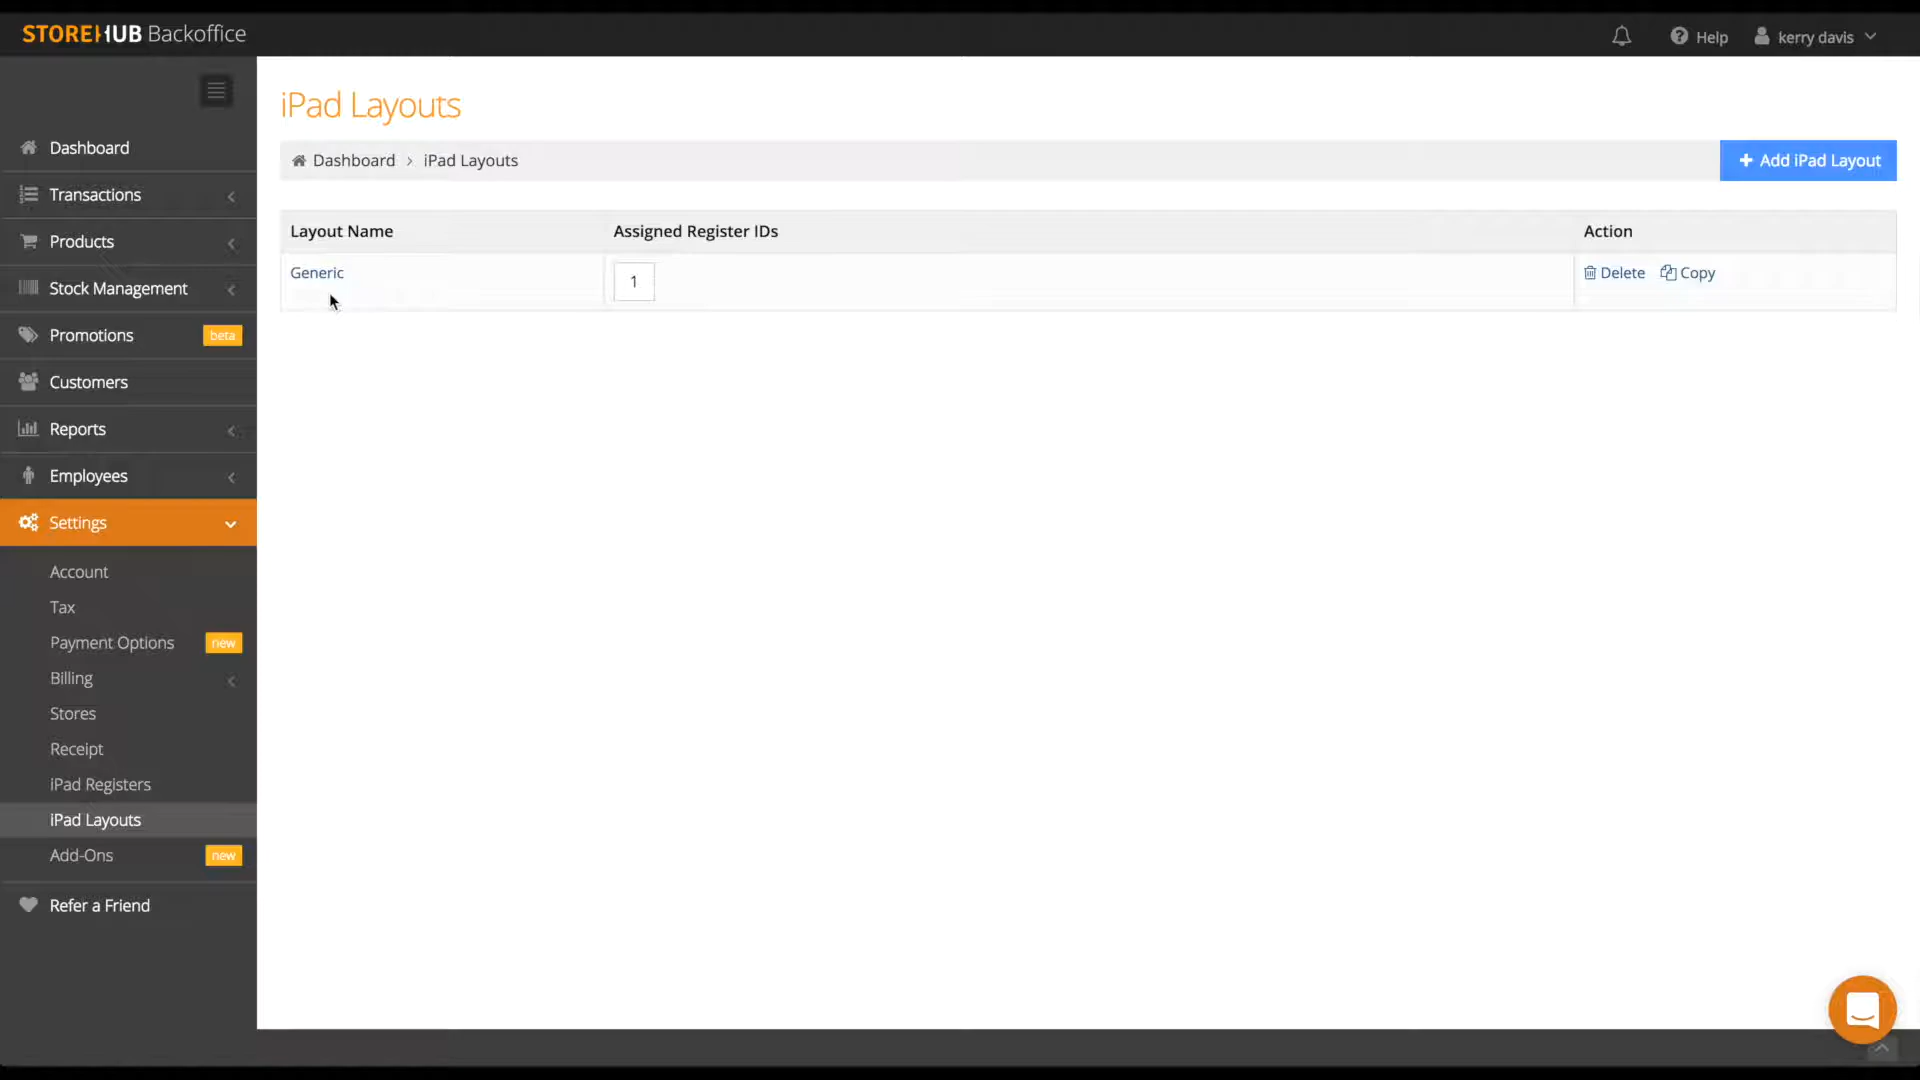 STOREHUB Backoffice
Help
kerry davis
iPad Layouts
Dashboard > iPad Layouts
+ Add iPad Layout
Layout Name
Assigned Register IDs
Action
Generic
1
Delete
Copy
Dashboard
Transactions
Products
Stock Management
Promotions
beta
Customers
Reports
Employees
Settings
Account
Tax
Payment Options
new
Billing
Stores
Receipt
iPad Registers
iPad Layouts
Add-Ons
new
Refer a Friend